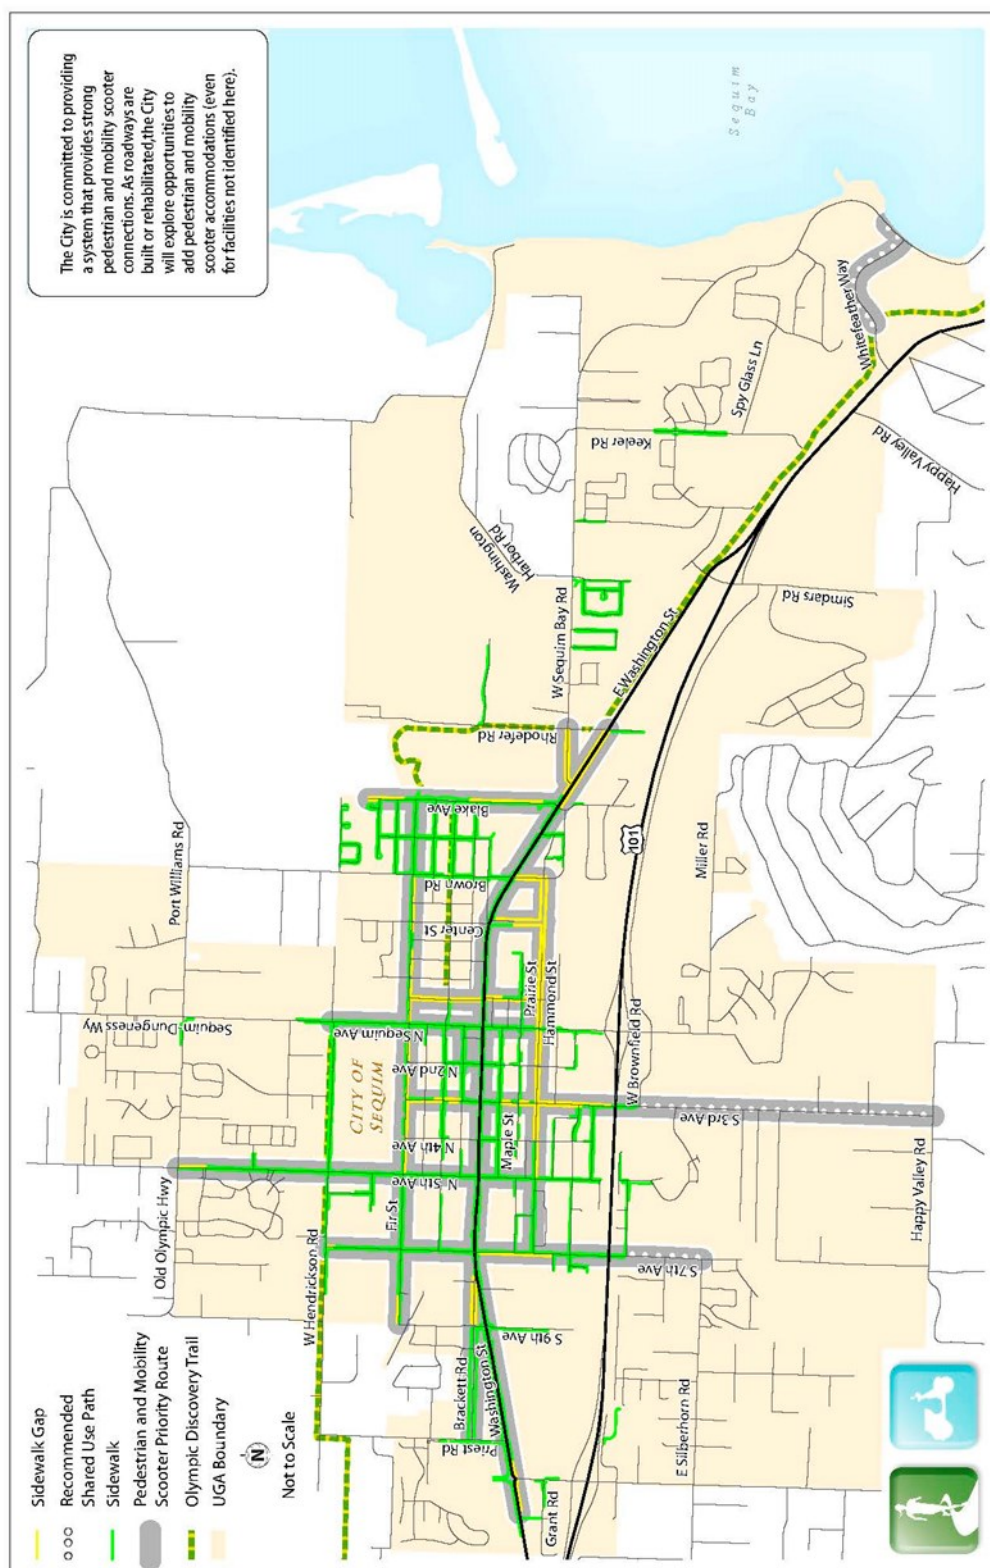 The City is committed to providing
a system that provides strong
pedestrian and mobility scooter
connections. As roadways are
built or rehabilitated,the City
will explore opportunities to
add pedestrian and mobility
scooter accommodations (even
for facilities not identified here).
Sidewalk Gap
Recommended
Shared Use Path
Sidewalk
Pedestrian and Mobility
Scooter Priority Route
Olympic Discovery Trail
UGA Boundary
N
Not to Scale
Sequim
Bay
Port Williams Rd
Sequim_Dungeness Wy
Old Olympic Hwy
W Hendrickson Rd
CITY OF
SEQUIM
N Sequim Ave
N 2nd Ave
N 4th Ave
N 5th Ave
Fir St
Center St
Brown Rd
Blake Ave
Rhodefer Rd
Washington
Harbor Rd
W Sequim Bay Rd
Keeler Rd
Spy Glass Ln
Whitefeather Way
Happy Valley Rd
Simdars Rd
E Washington St
101
Miller Rd
Prairie St
Hammond St
Maple St
W Brownfield Rd
S 3rd Ave
Happy Valley Rd
S 7th Ave
S 9th Ave
Brackett Rd
Washington St
Priest Rd
Grant Rd
E Silberhorn Rd